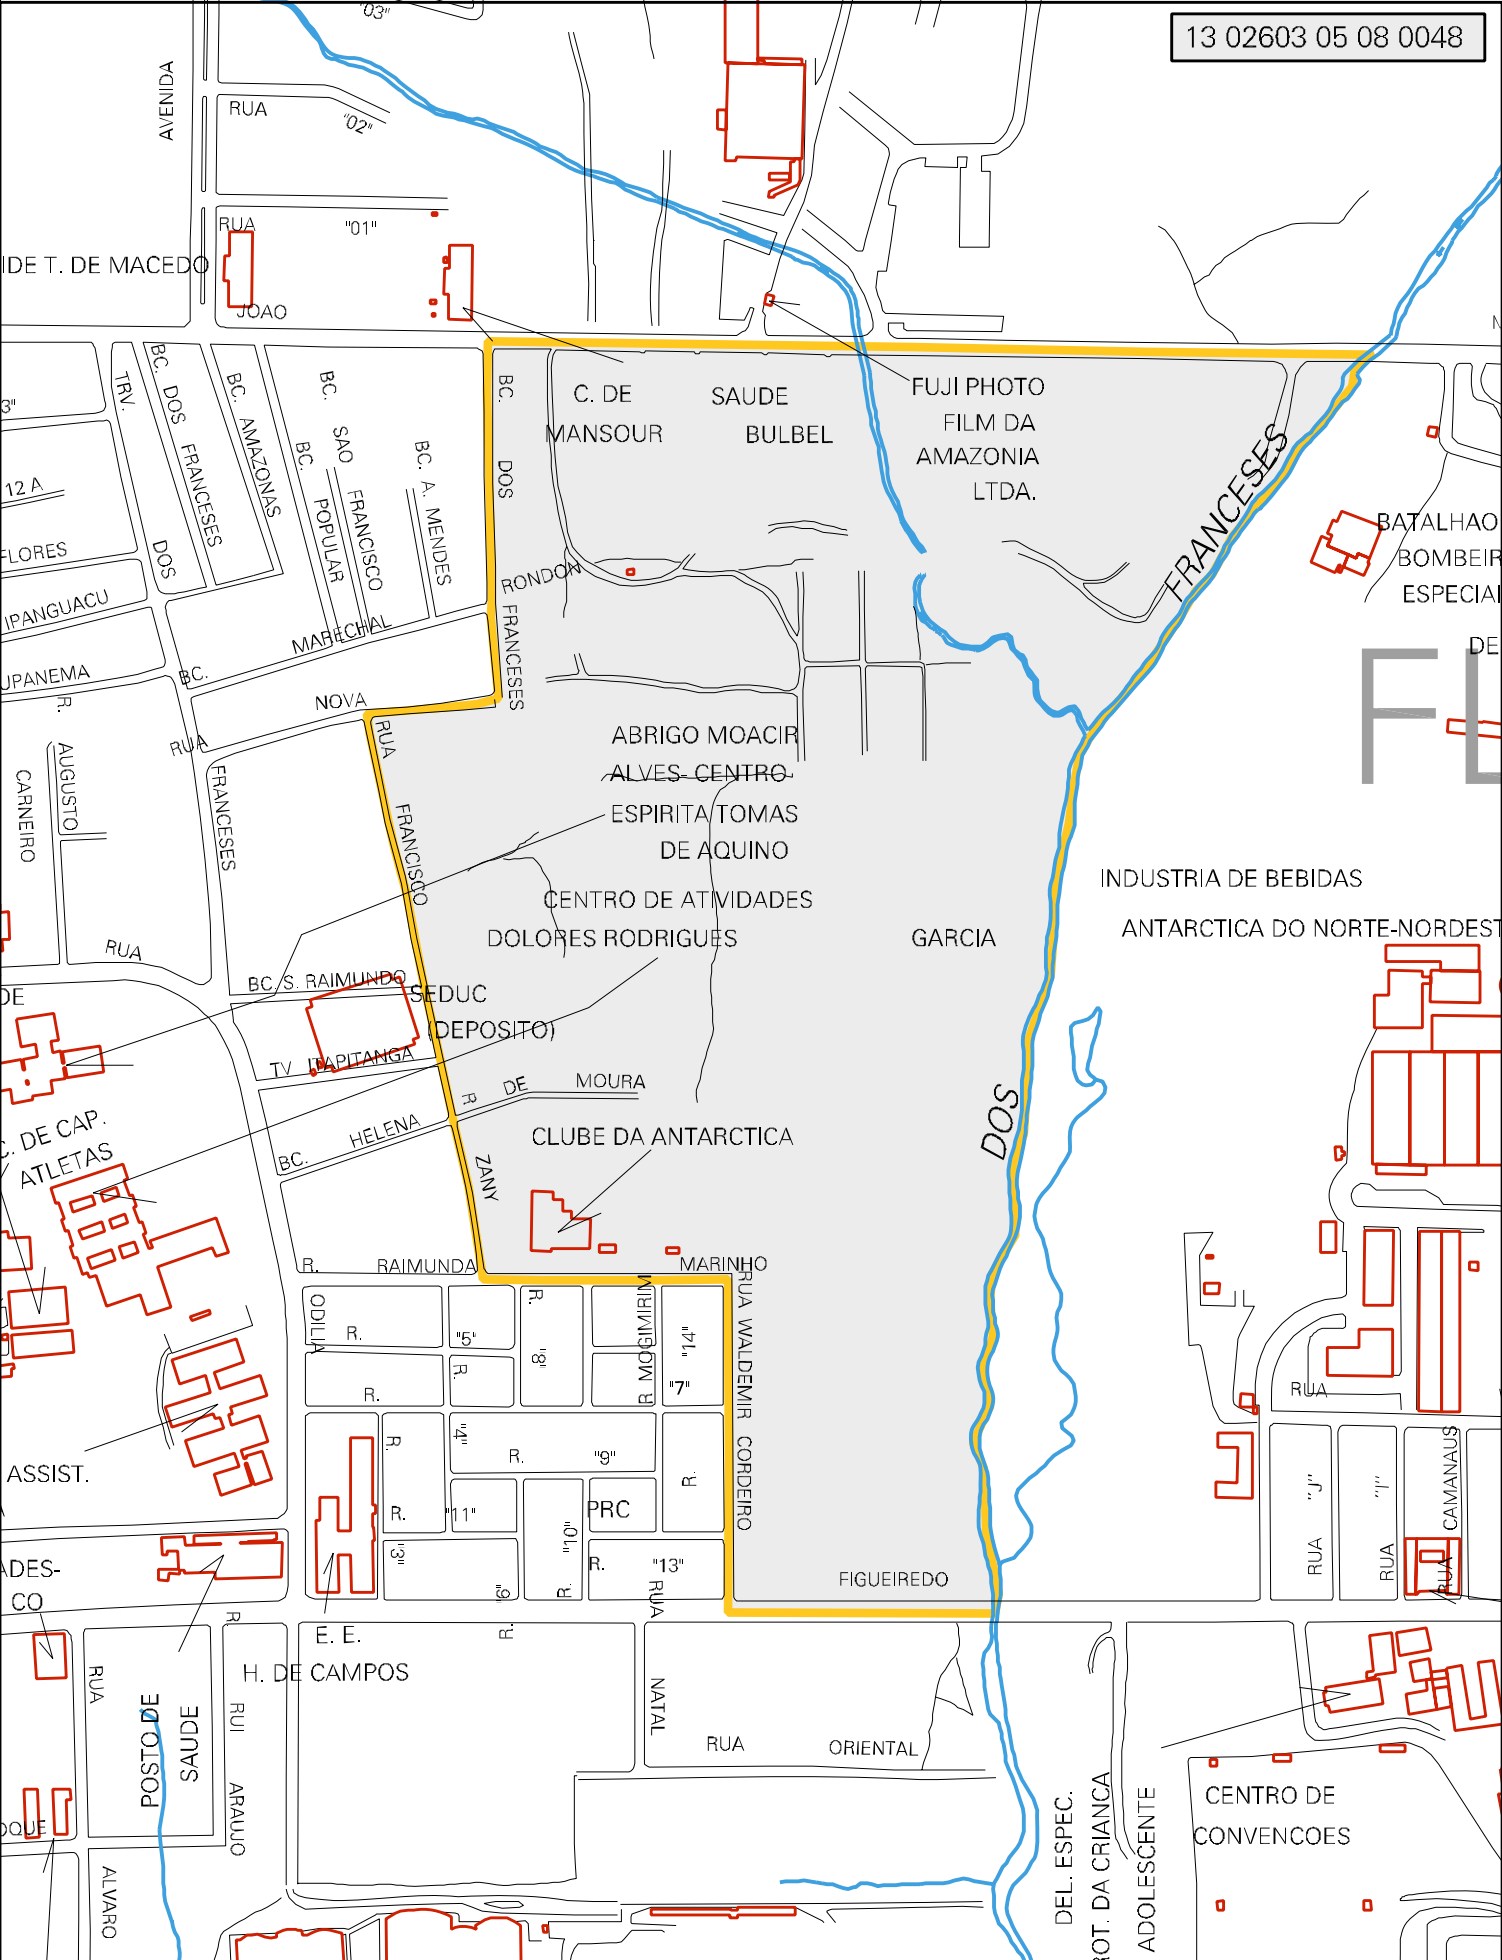 "03"
13 02603 05 08 0048
AVENIDA
RUA
"02"
RUA
"01"
IDE T. DE MACEDO
JOAO
TRV.
DOS
BC. DOS FRANCESES
BC. AMAZONAS
BC. SAO FRANCISCO
BC. POPULAR
BC. A. MENDES
BC. DOS FRANCESES
C. DE
SAUDE
MANSOUR
BULBEL
FUJI PHOTO
FILM DA
AMAZONIA
LTDA.
3"
12 A
FLORES
IPANGUACU
UPANEMA
BC.
MARECHAL
RONDON
FRANCESES
BATALHAO
BOMBEIR
ESPECIAL
DE
FL
R. AUGUSTO
CARNEIRO
RUA
NOVA
FRANCESES
RUA FRANCISCO
ZANY
ABRIGO MOACIR
ALVES- CENTRO
ESPIRITA TOMAS
DE AQUINO
CENTRO DE ATIVIDADES
DOLORES RODRIGUES
GARCIA
INDUSTRIA DE BEBIDAS
ANTARCTICA DO NORTE-NORDEST
RUA
DE
BC. S. RAIMUNDO
SEDUC
(DEPOSITO)
TV ITAPITANGA
R
DE
MOURA
BC.
HELENA
DOS
C. DE CAP.
ATLETAS
CLUBE DA ANTARCTICA
R.
RAIMUNDA
MARINHO
ODILIA
R.
"5"
R.
"8"
R MOGIMIRIM
"14"
RUA WALDEMIR CORDEIRO
R.
R.
"7"
RUA
R.
"4"
R.
"9"
R.
ASSIST.
R.
"11"
PRC
"3"
"10"
R.
R.
"13"
RUA
NATAL
FIGUEIREDO
RUA
"J"
RUA
"I"
RUA
CAMANAUS
ADES-
CO
R.
E. E.
H. DE CAMPOS
R.
RUI
ARAUJO
RUA
ALVARO
POSTO DE
SAUDE
RUA
ORIENTAL
DEL. ESPEC.
ROT. DA CRIANCA
ADOLESCENTE
CENTRO DE
CONVENCOES
OQUE